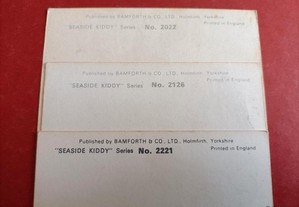 Published by BAMFORTH & CO. LTD., Holmfirth, Yorkshire
"SEASIDE KIDDY" Series No.
Printed in England
Published by BAMFORTH & CO., LTD., Holmfirth, Yorkshire
"SEASIDE KIDDY" Series No. 2126
Printed in England
Published by BAMFORTH & CO., LTD., Holmfirth, Yorkshire
"SEASIDE KIDDY" Series No. 2221 Printed in England